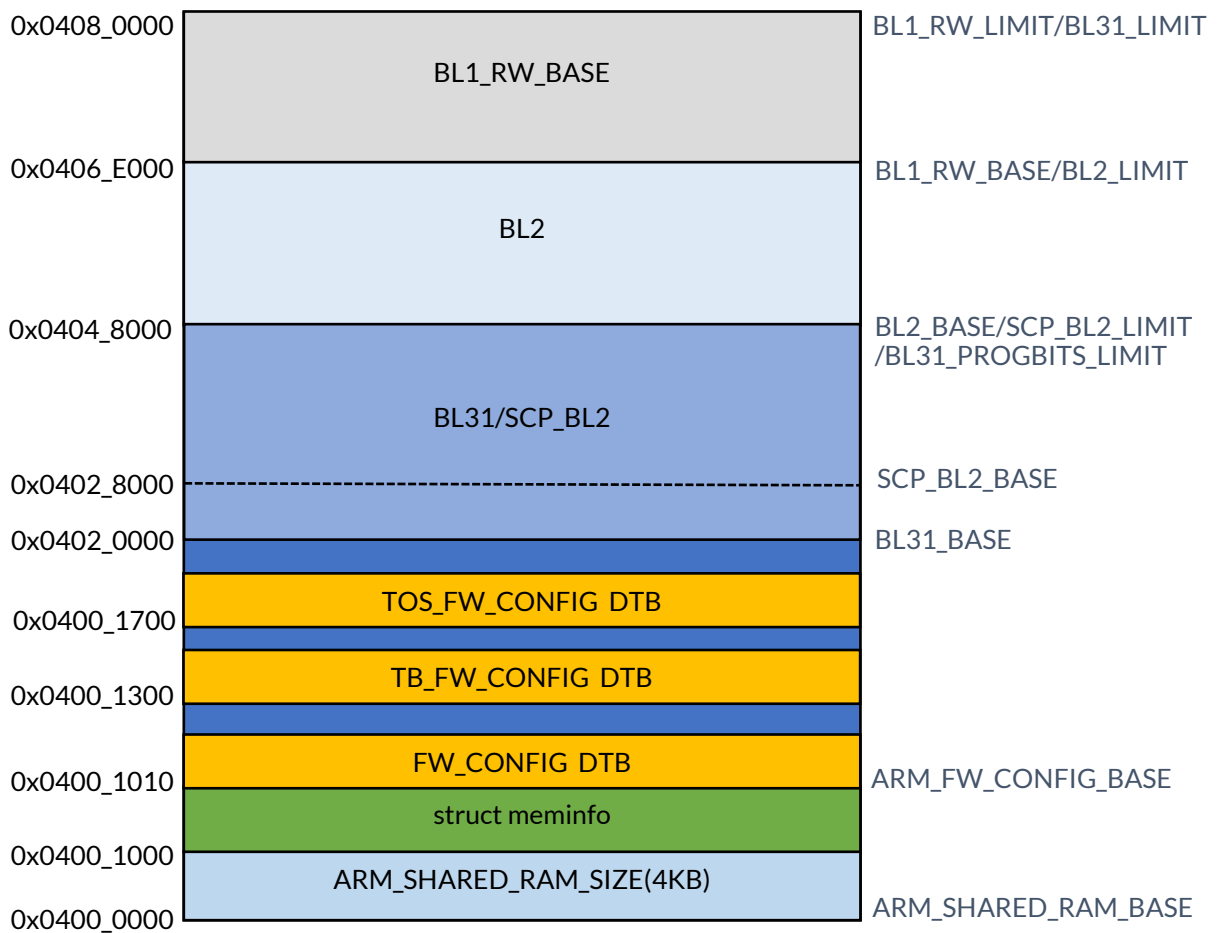 0x0408_0000
BL1_RW_LIMIT/BL31_LIMIT
BL1_RW_BASE
0x0406_E000
BL1_RW_BASE/BL2_LIMIT
BL2
0x0404_8000
BL2_BASE/SCP_BL2_LIMIT
/BL31_PROGBITS_LIMIT
BL31/SCP_BL2
0x0402_8000
SCP_BL2_BASE
0x0402_0000
BL31_BASE
TOS_FW_CONFIG DTB
0x0400_1700
TB_FW_CONFIG DTB
0x0400_1300
FW_CONFIG DTB
0x0400_1010
ARM_FW_CONFIG_BASE
struct meminfo
0x0400_1000
ARM_SHARED_RAM_SIZE(4KB)
0x0400_0000
ARM_SHARED_RAM_BASE